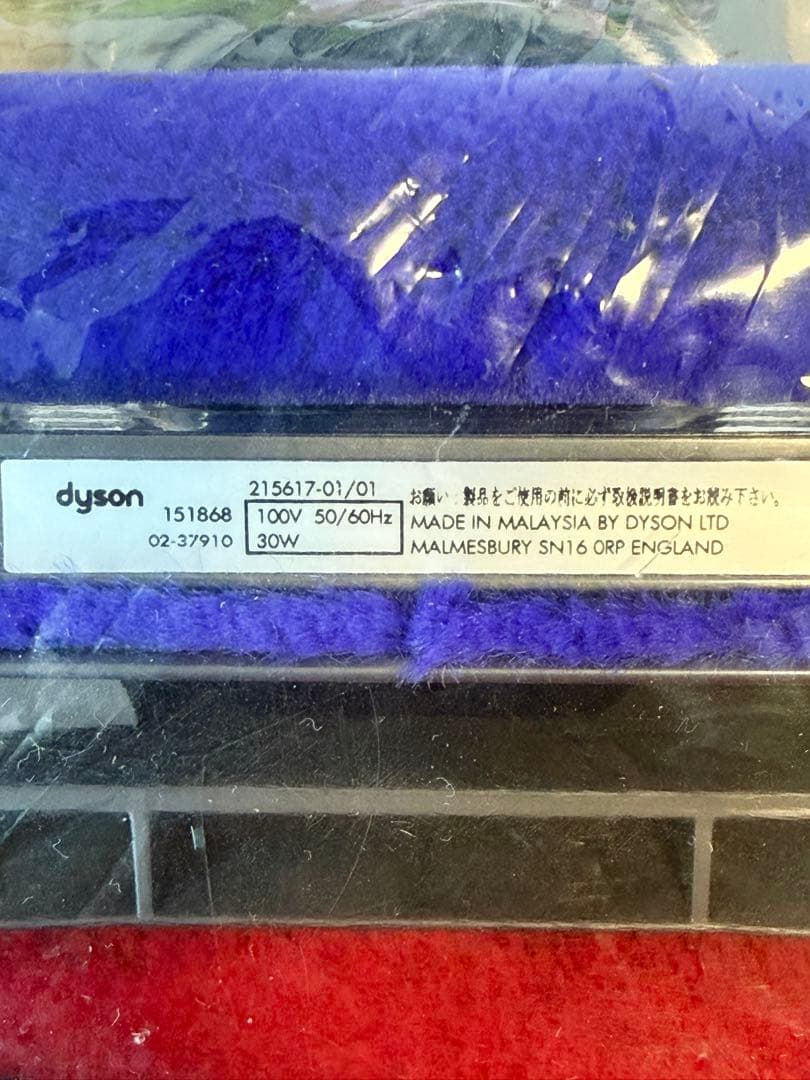 dyson
151868
02-37910
215617-01/01
100V 50/60Hz
30W
お願い：製品をご使用の前に必ず取扱説明書をお読み下さい。
MADE IN MALAYSIA BY DYSON LTD
MALMESBURY SN16 0RP ENGLAND